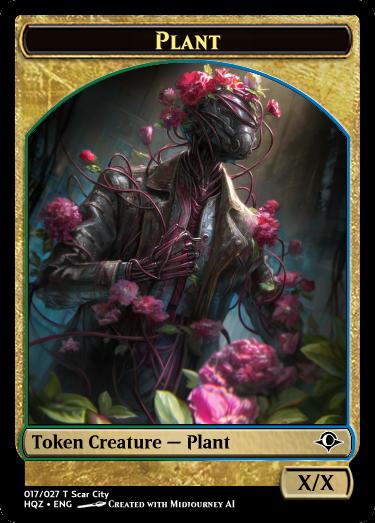 PLANT
Token Creature — Plant
X/X
017/027 T Scar City
HQZ • ENG Created with Midjourney AI